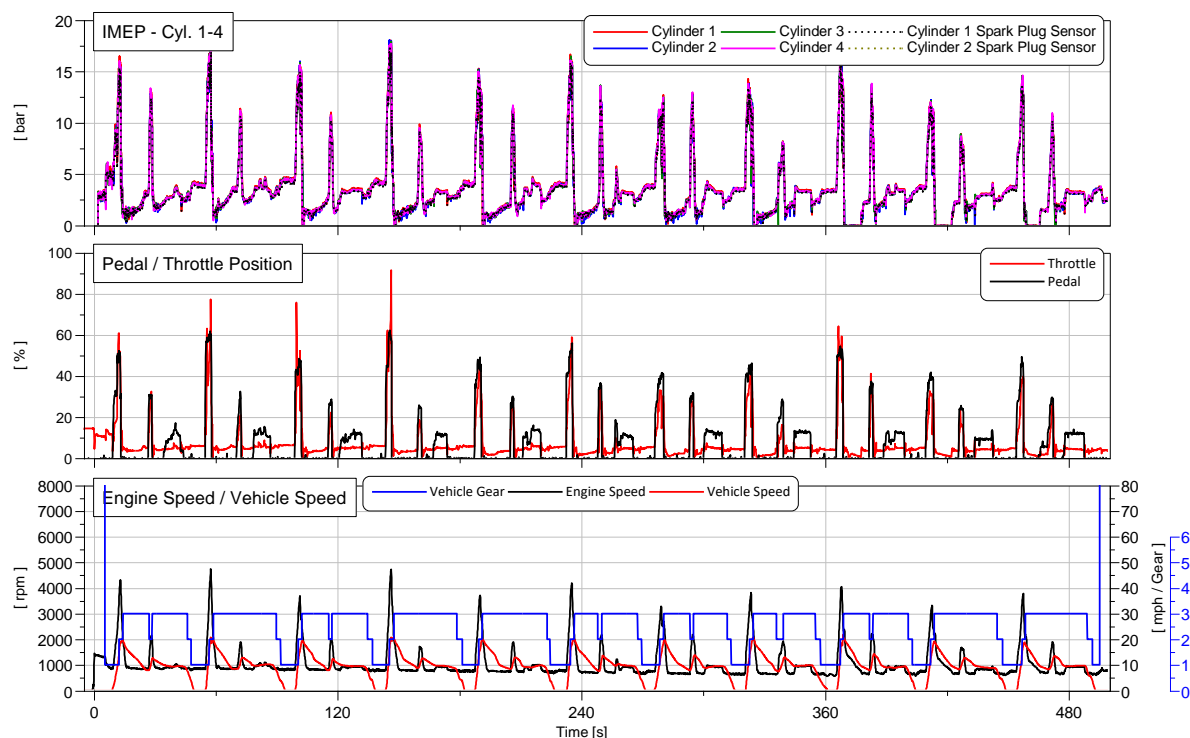 IMEP - Cyl. 1-4
Cylinder 1 Cylinder 3 Cylinder 1 Spark Plug Sensor
Cylinder 2 Cylinder 4 Cylinder 2 Spark Plug Sensor
20
15
10
5
0
[ bar ]
Pedal / Throttle Position
Throttle
Pedal
100
80
60
40
20
0
[ % ]
Engine Speed / Vehicle Speed
Vehicle Gear Engine Speed Vehicle Speed
8000
7000
6000
5000
4000
3000
2000
1000
0
[ rpm ]
80
70
60
50
40
30
20
10
0
[ mph / Gear ]
6
5
4
3
2
1
0
0 120 240 360 480
Time [s]